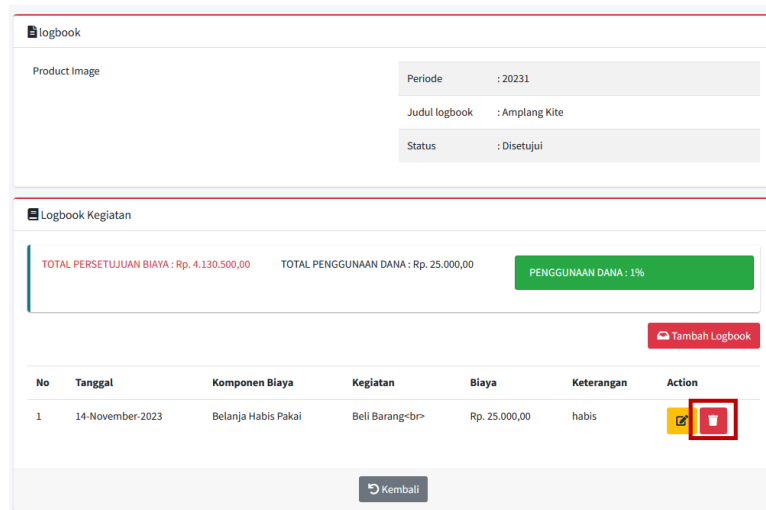 logbook
Product Image
Periode : 20231
Judul logbook : Amplang Kite
Status : Disetujui
Logbook Kegiatan
TOTAL PERSETUJUAN BIAYA : Rp. 4.130.500,00 TOTAL PENGGUNAAN DANA : Rp. 25.000,00 PENGGUNAAN DANA : 1%
Tambah Logbook
No Tanggal Komponen Biaya Kegiatan Biaya Keterangan Action
1 14-November-2023 Belanja Habis Pakai Beli Barang<br> Rp. 25.000,00 habis
Kembali